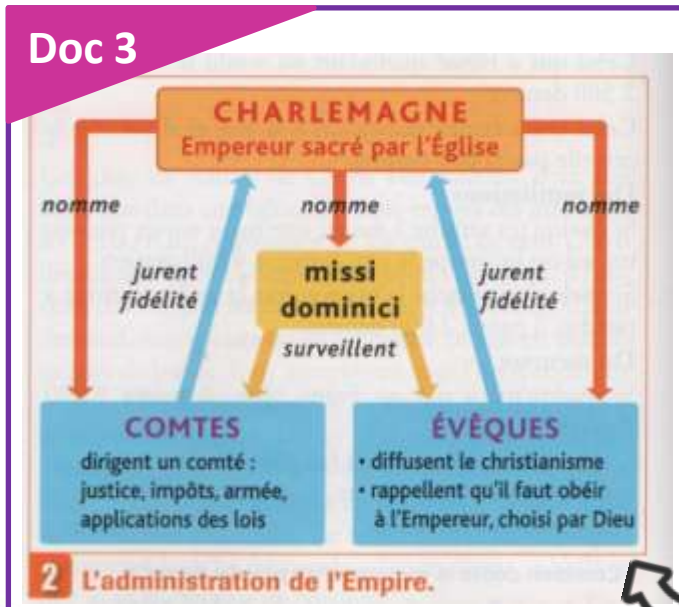 Doc 3
CHARLEMAGNE
Empereur sacré par l'Église
nomme
nomme
nomme
jurent
fidélité
missi
dominici
jurent
fidélité
surveillent
COMTES
dirigent un comté :
justice, impôts, armée,
applications des lois
ÉVÊQUES
• diffusent le christianisme
• rappellent qu'il faut obéir
à l'Empereur, choisi par Dieu
2 L'administration de l'Empire.